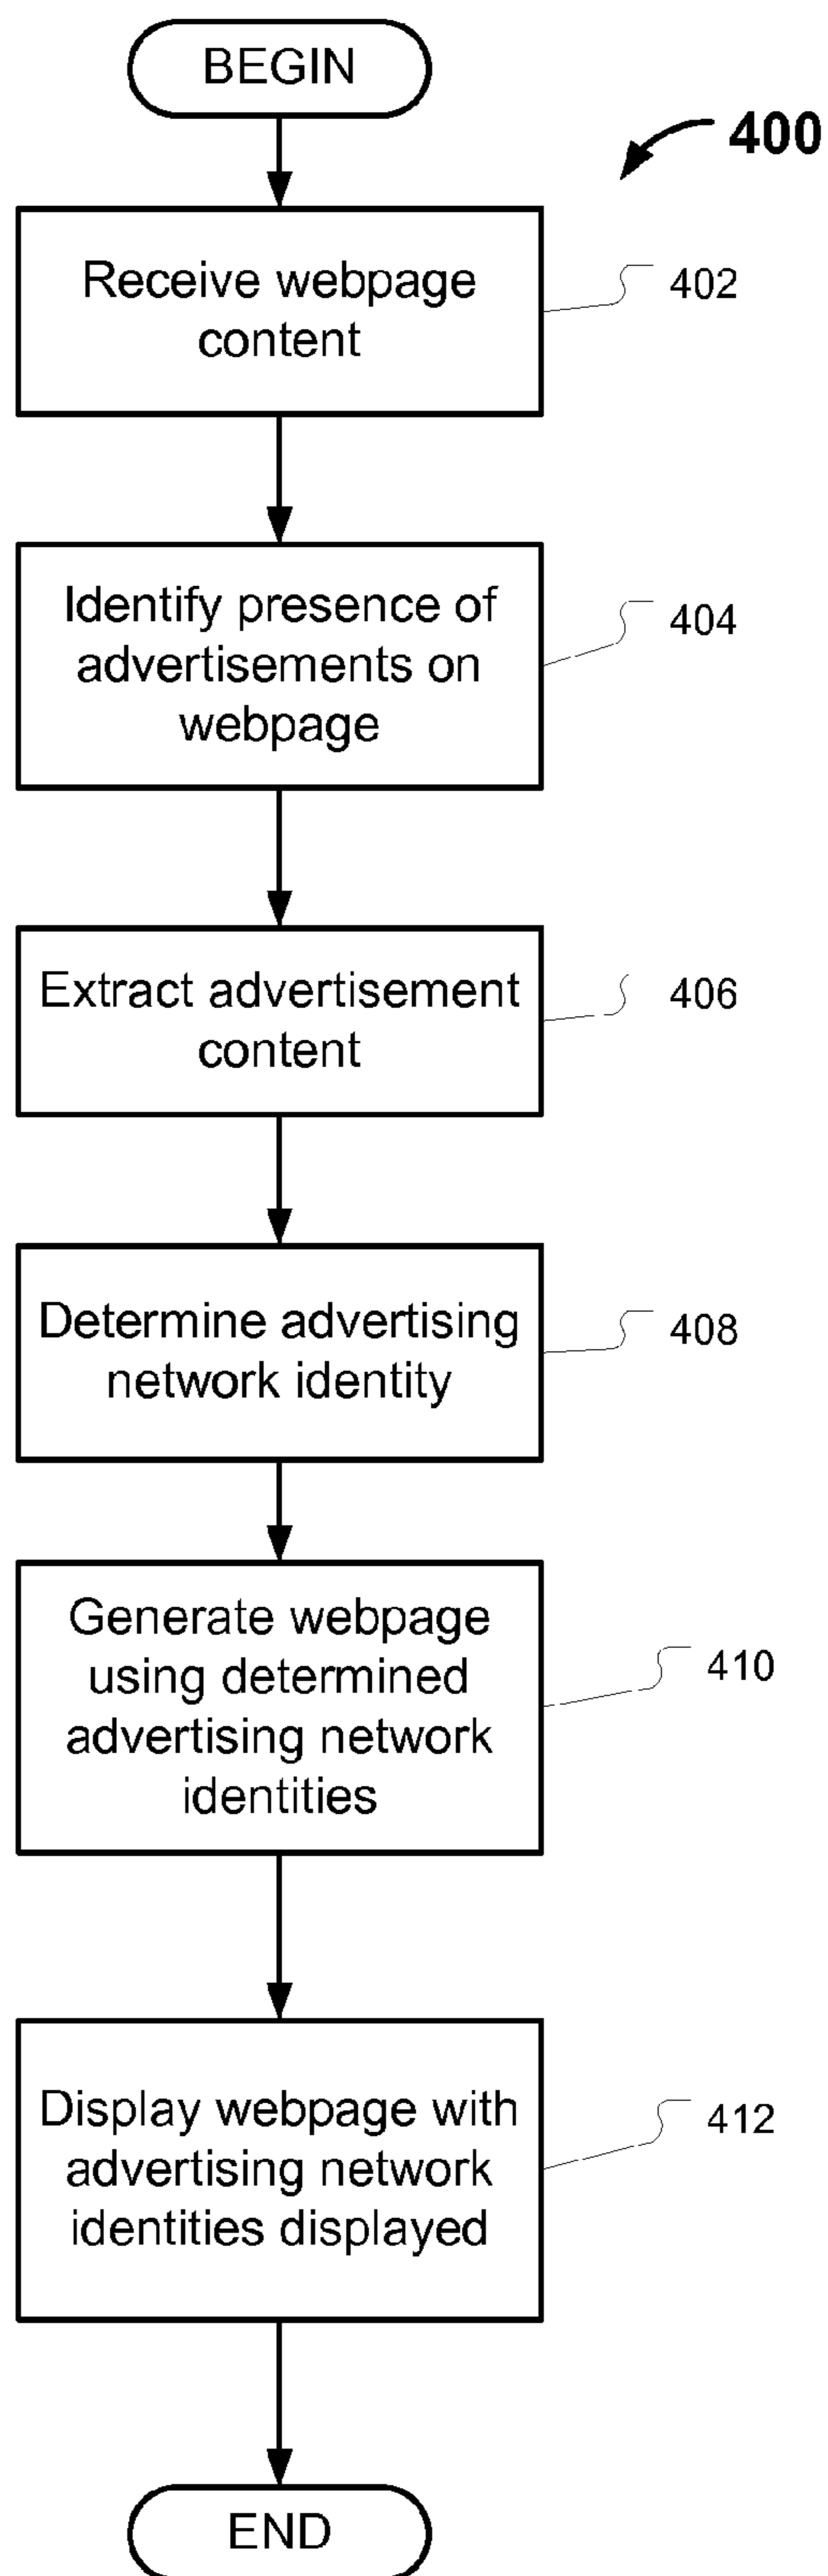 BEGIN
400
Receive webpage
content
402
Identify presence of
advertisements on
webpage
404
Extract advertisement
content
406
Determine advertising
network identity
408
Generate webpage
using determined
advertising network
identities
410
Display webpage with
advertising network
identities displayed
412
END